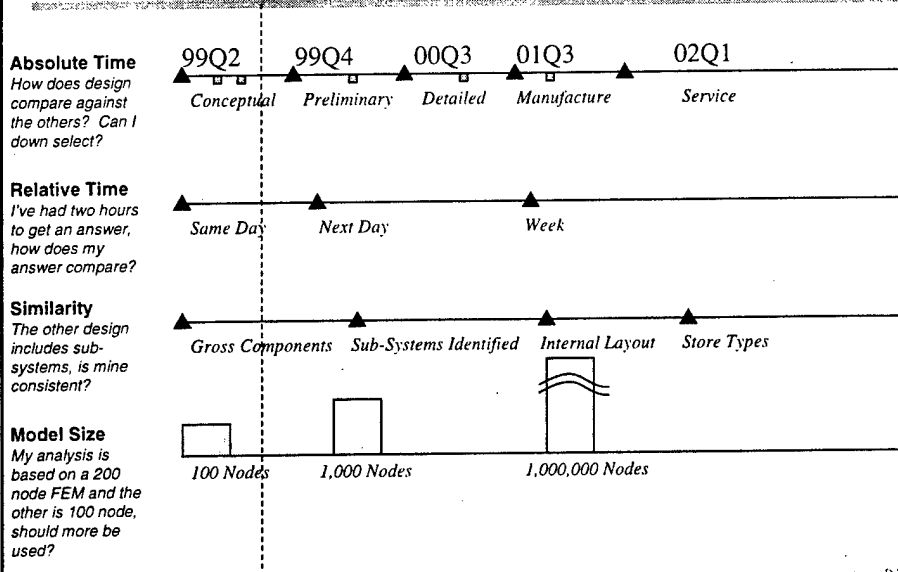 99Q2 99Q4 00Q3 01Q3 02Q1
Absolute Time
How does design
compare against
the others? Can I
down select?
Conceptual Preliminary Detailed Manufacture Service
Relative Time
I've had two hours
to get an answer,
how does my
answer compare?
Same Day Next Day Week
Similarity
The other design
includes sub-
systems, is mine
consistent?
Gross Components Sub-Systems Identified Internal Layout Store Types
Model Size
My analysis is
based on a 200
node FEM and the
other is 100 node,
should more be
used?
100 Nodes 1,000 Nodes 1,000,000 Nodes